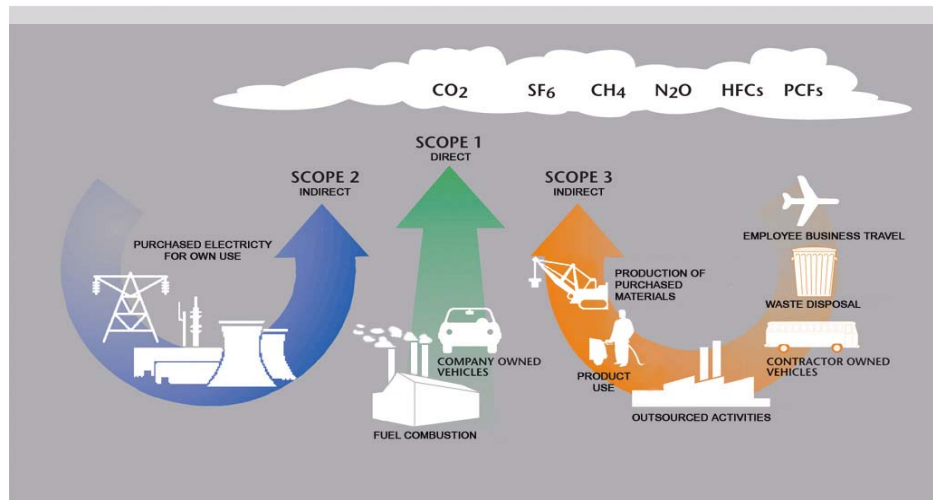 CO2 SF6 CH4 N2O HFCs PCFs
SCOPE 1
DIRECT
SCOPE 2
INDIRECT
SCOPE 3
INDIRECT
PURCHASED ELECTRICTY
FOR OWN USE
COMPANY OWNED
VEHICLES
FUEL COMBUSTION
PRODUCTION OF
PURCHASED
MATERIALS
PRODUCT
USE
OUTSOURCED ACTIVITIES
EMPLOYEE BUSINESS TRAVEL
WASTE DISPOSAL
CONTRACTOR OWNED
VEHICLES